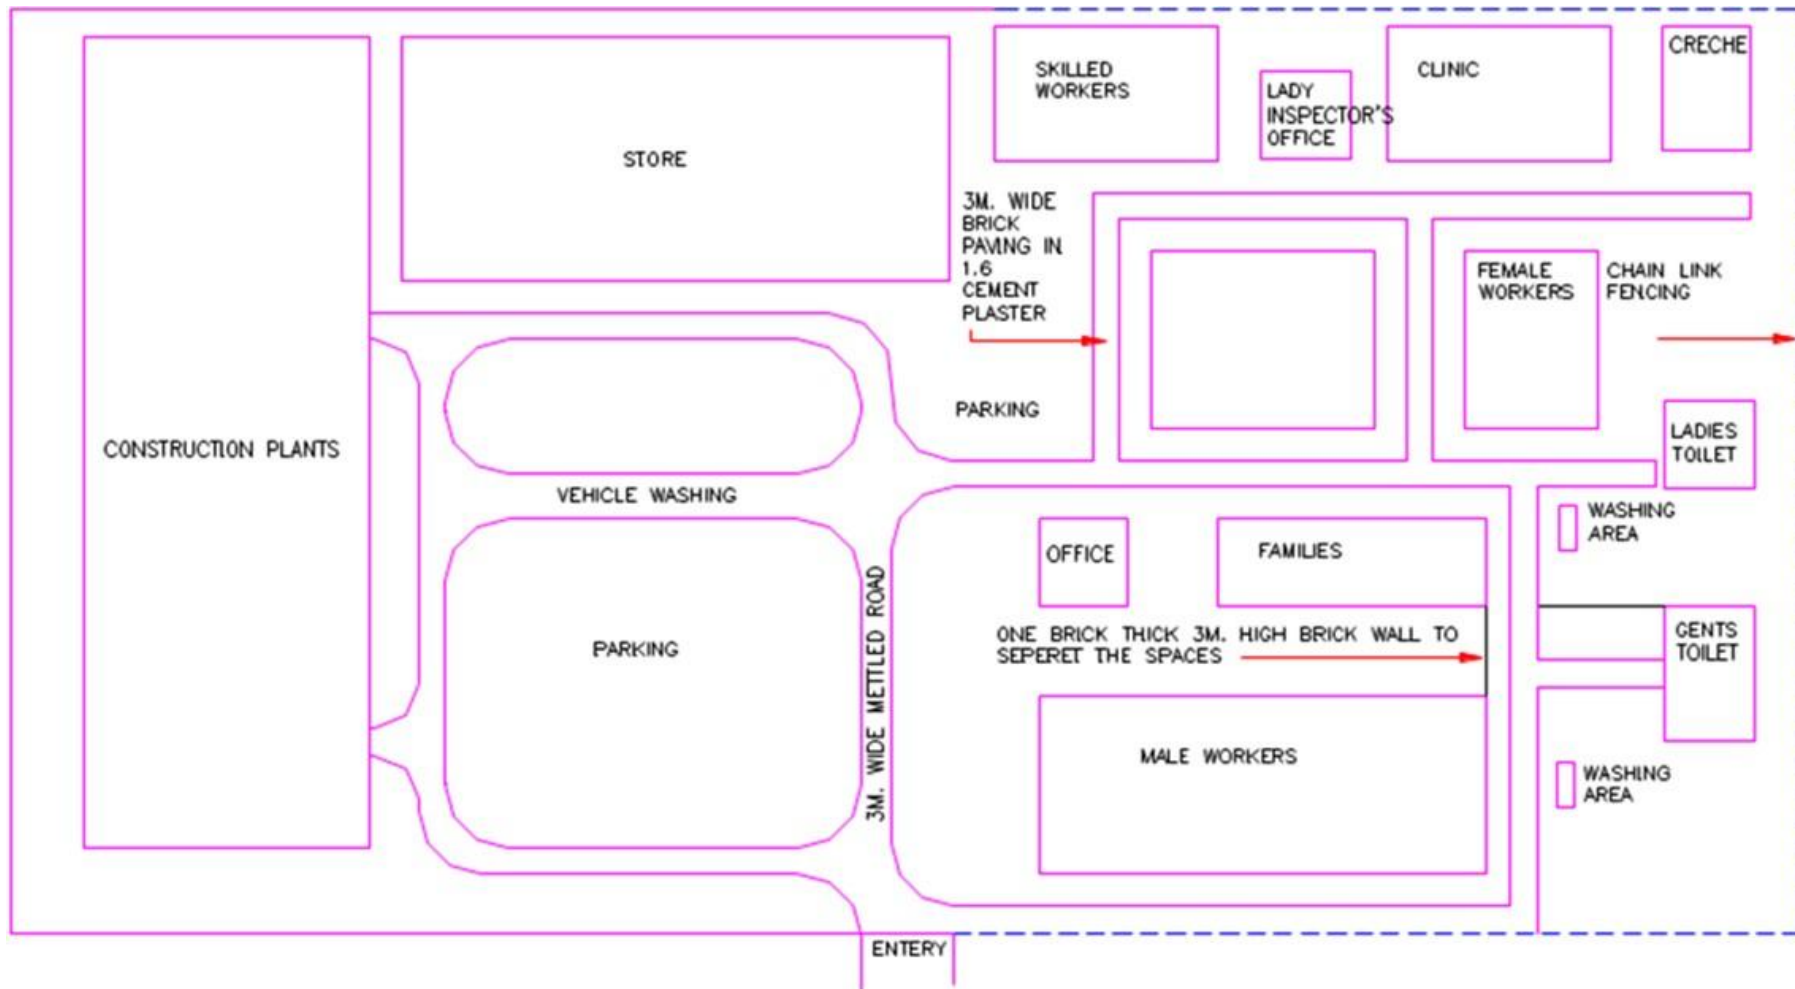 SKILLED
WORKERS
LADY
INSPECTOR'S
OFFICE
CLINIC
CRECHE
STORE
3M. WIDE
BRICK
PAVING IN
1.6
CEMENT
PLASTER
FEMALE
WORKERS
CHAIN LINK
FENCING
PARKING
CONSTRUCTION PLANTS
LADIES
TOILET
VEHICLE WASHING
WASHING
AREA
OFFICE
FAMILIES
3M. WIDE METTLED ROAD
PARKING
ONE BRICK THICK 3M. HIGH BRICK WALL TO
SEPERET THE SPACES
GENTS
TOILET
MALE WORKERS
WASHING
AREA
ENTERY